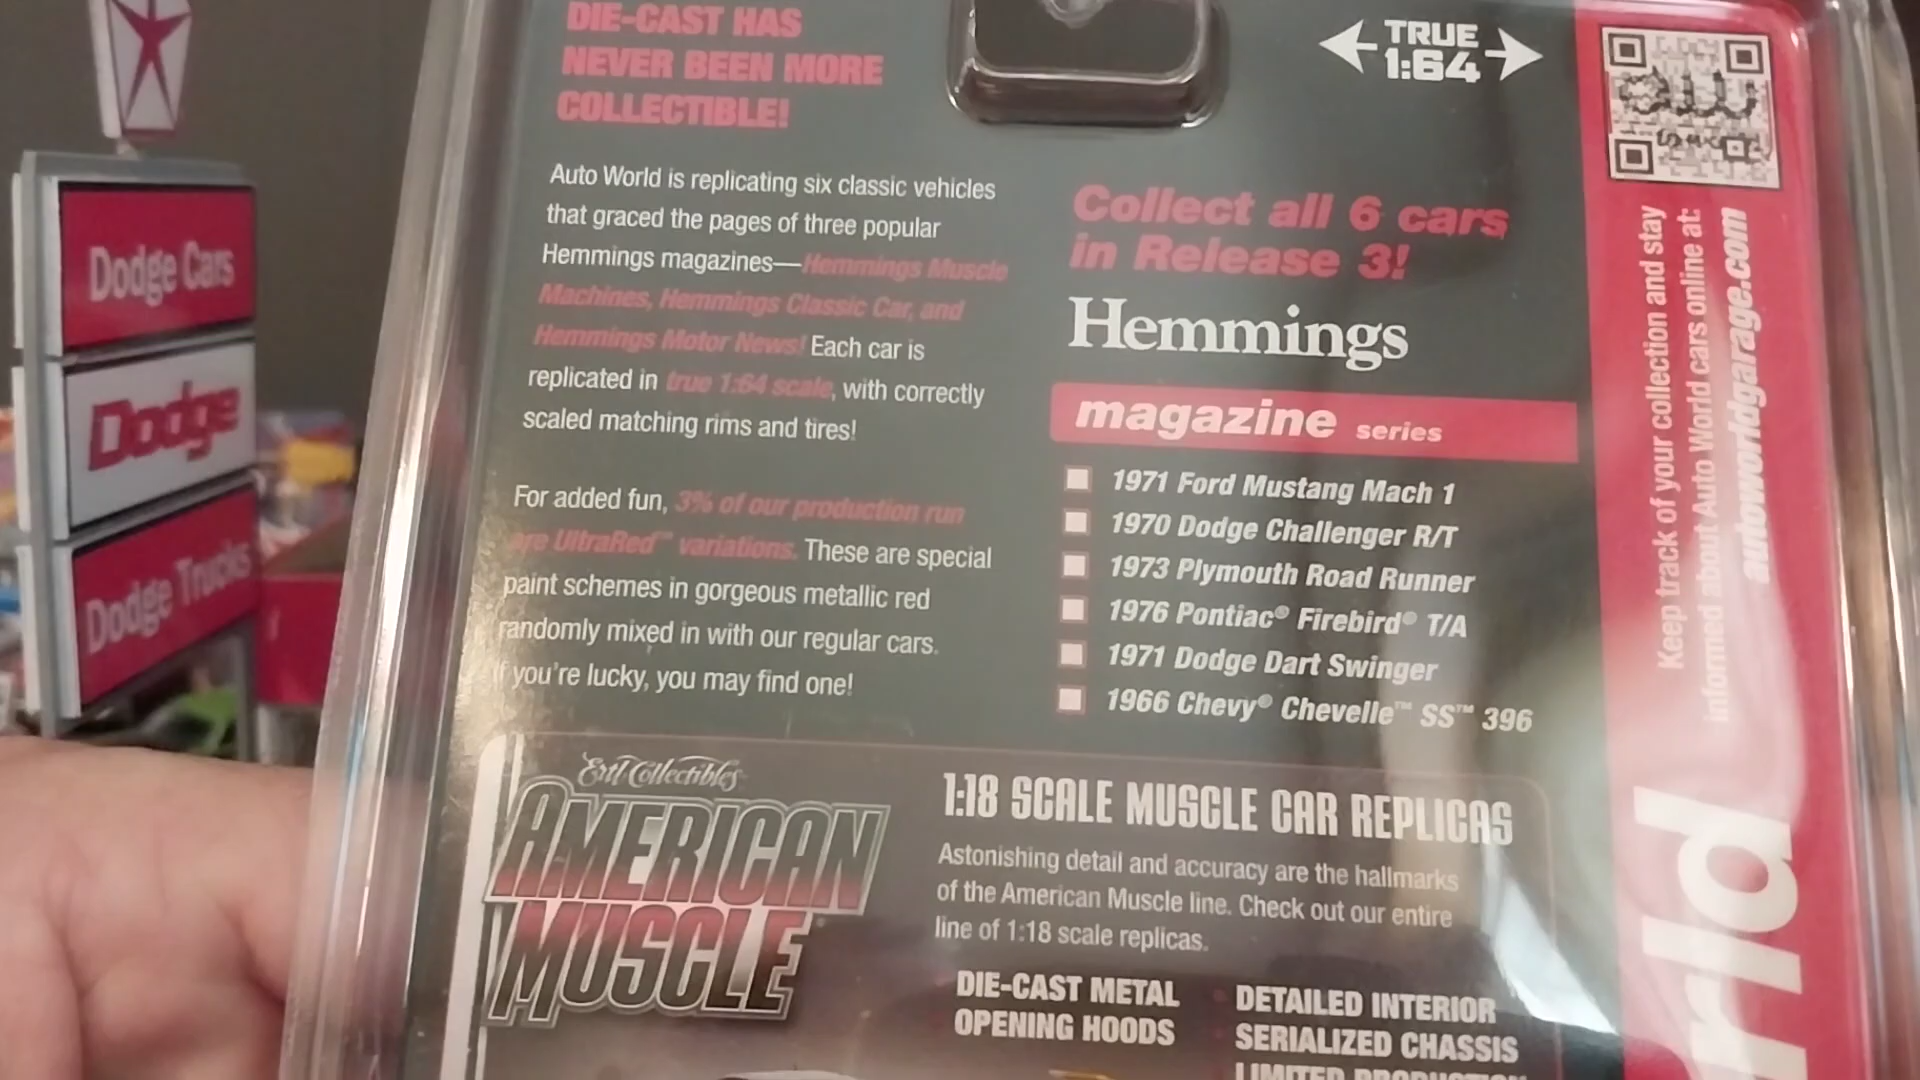 DIE-CAST HAS
NEVER BEEN MORE
COLLECTIBLE!
Auto World is replicating six classic vehicles
that graced the pages of three popular
Hemmings magazines—Hemmings Muscle
Machines, Hemmings Classic Car, and
Hemmings Motor News! Each car is
replicated in true 1:64 scale, with correctly
scaled matching rims and tires!
For added fun, 3% of our production run
are UltraRed™ variations. These are special
paint schemes in gorgeous metallic red
randomly mixed in with our regular cars.
If you're lucky, you may find one!
TRUE
1:64
Collect all 6 cars
in Release 3!
Hemmings
magazine series
1971 Ford Mustang Mach 1
1970 Dodge Challenger R/T
1973 Plymouth Road Runner
1976 Pontiac® Firebird® T/A
1971 Dodge Dart Swinger
1966 Chevy® Chevelle™ SS™ 396
Ertl Collectibles
AMERICAN
MUSCLE
1:18 SCALE MUSCLE CAR REPLICAS
Astonishing detail and accuracy are the hallmarks
of the American Muscle line. Check out our entire
line of 1:18 scale replicas.
DIE-CAST METAL
OPENING HOODS
DETAILED INTERIOR
SERIALIZED CHASSIS
LIMITED PRODUCTION
Keep track of your collection and stay
informed about Auto World cars online at:
autoworldgarage.com
rld
Dodge Cars
Dodge
Dodge Trucks